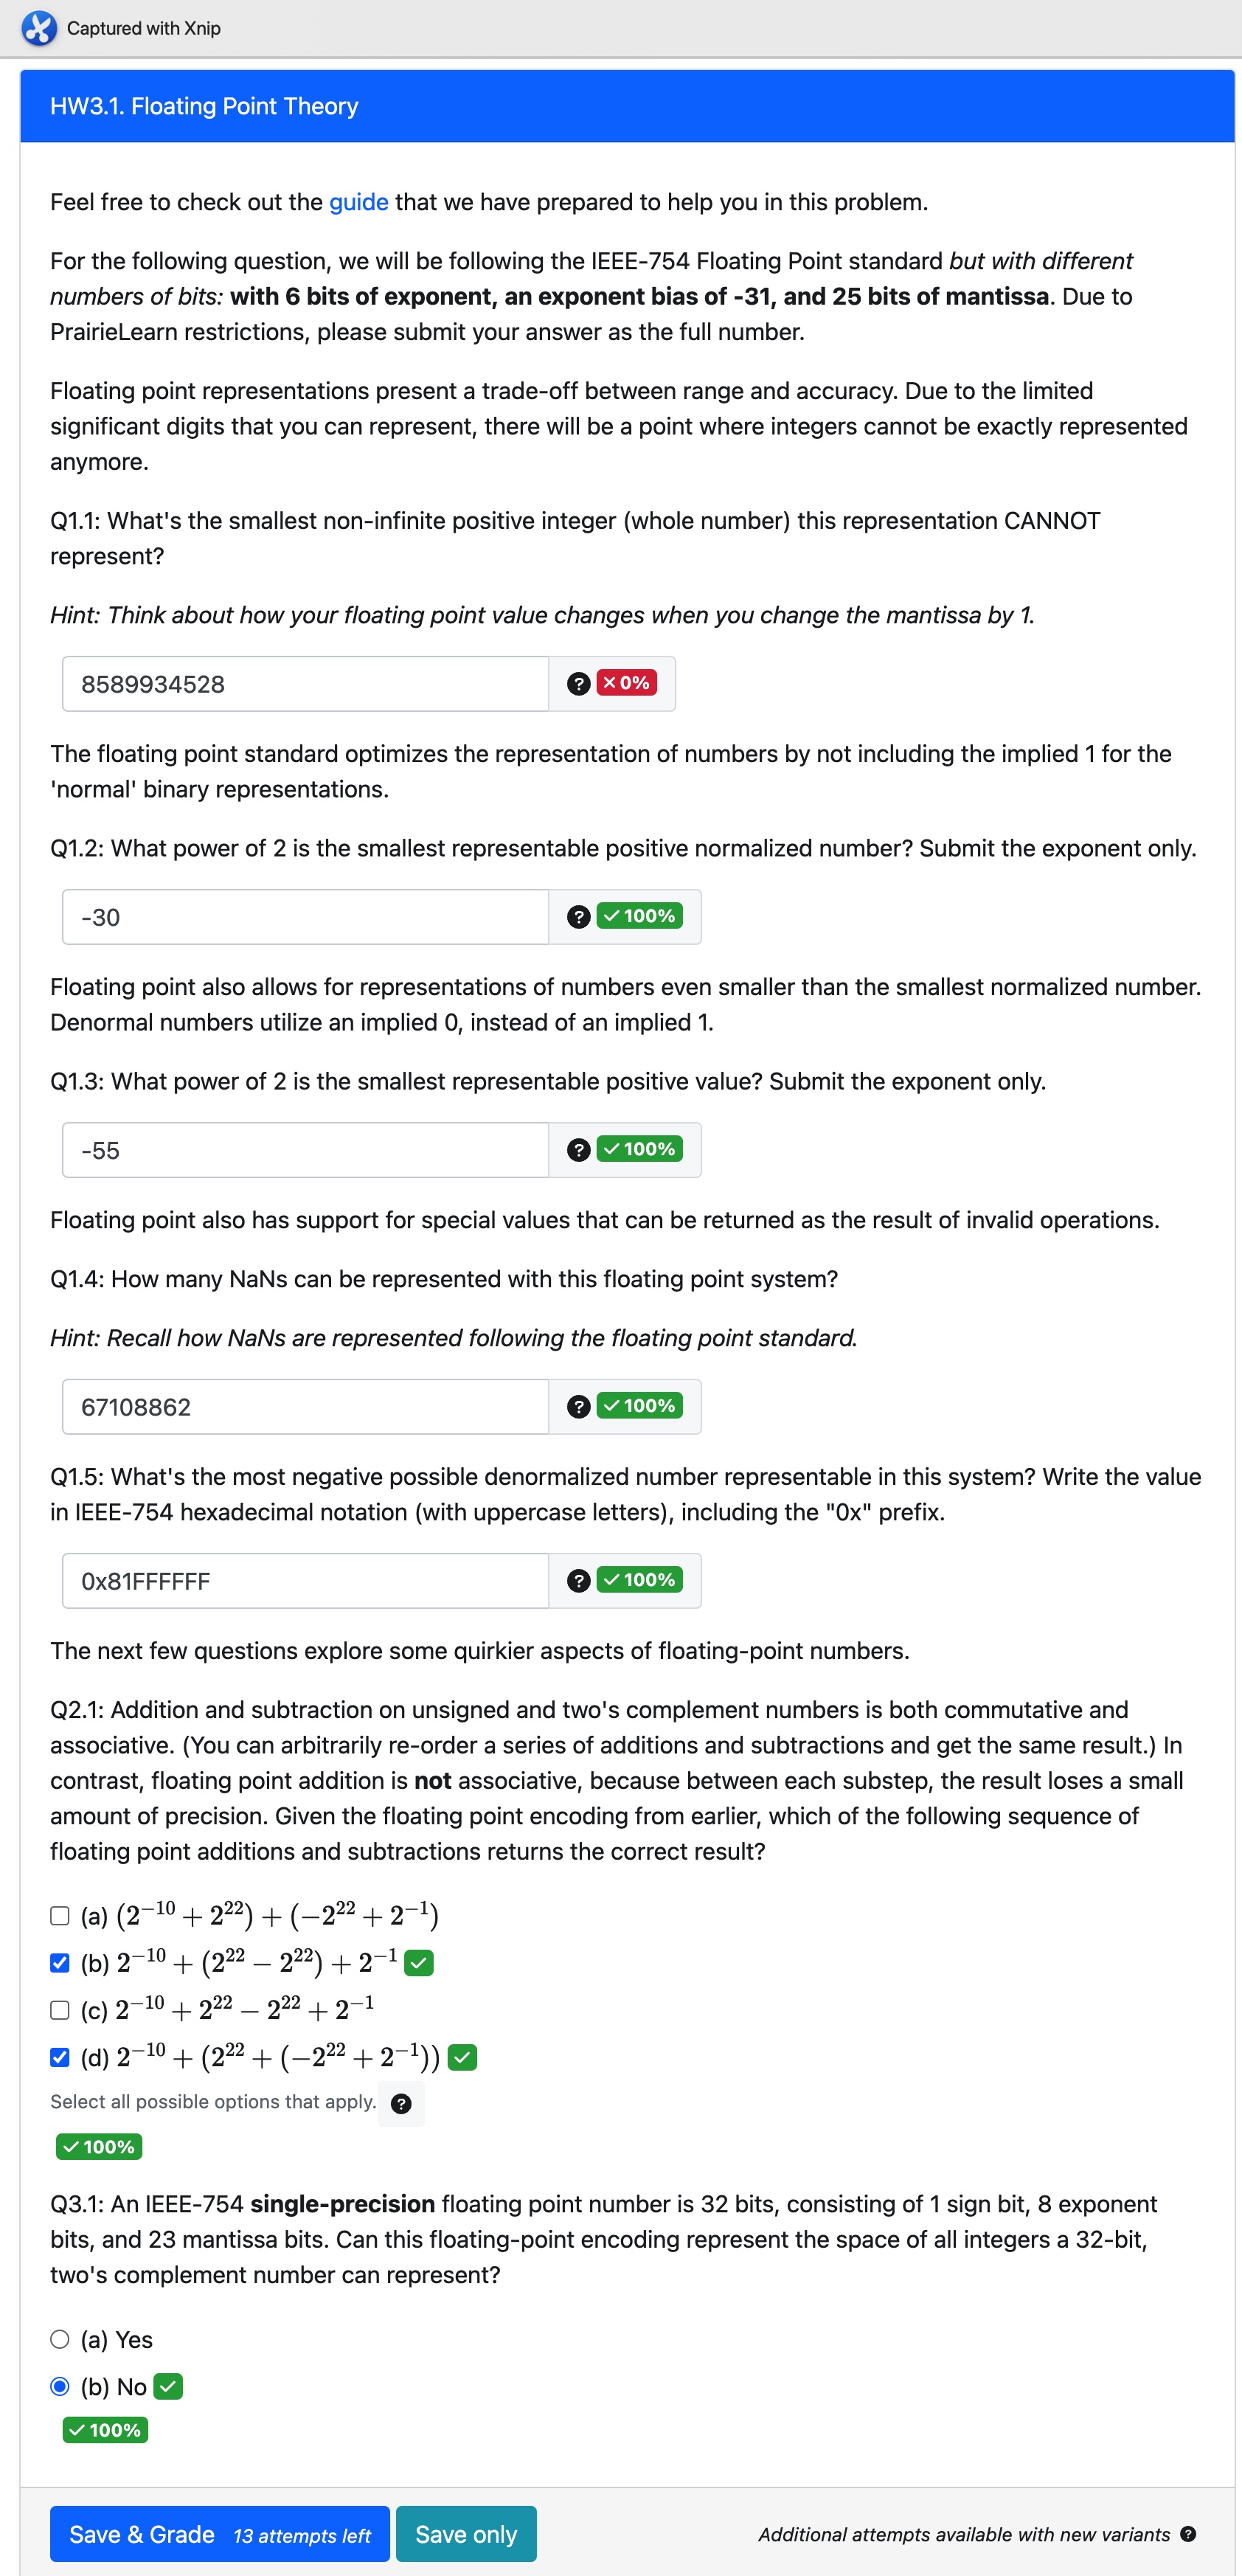 Captured with Xnip
HW3.1. Floating Point Theory
Feel free to check out the guide that we have prepared to help you in this problem.
For the following question, we will be following the IEEE-754 Floating Point standard but with different
numbers of bits: with 6 bits of exponent, an exponent bias of -31, and 25 bits of mantissa. Due to
PrairieLearn restrictions, please submit your answer as the full number.
Floating point representations present a trade-off between range and accuracy. Due to the limited
significant digits that you can represent, there will be a point where integers cannot be exactly represented
anymore.
Q1.1: What's the smallest non-infinite positive integer (whole number) this representation CANNOT
represent?
Hint: Think about how your floating point value changes when you change the mantissa by 1.
8589934528 ? × 0%
The floating point standard optimizes the representation of numbers by not including the implied 1 for the
'normal' binary representations.
Q1.2: What power of 2 is the smallest representable positive normalized number? Submit the exponent only.
-30 ? ✓ 100%
Floating point also allows for representations of numbers even smaller than the smallest normalized number.
Denormal numbers utilize an implied 0, instead of an implied 1.
Q1.3: What power of 2 is the smallest representable positive value? Submit the exponent only.
-55 ? ✓ 100%
Floating point also has support for special values that can be returned as the result of invalid operations.
Q1.4: How many NaNs can be represented with this floating point system?
Hint: Recall how NaNs are represented following the floating point standard.
67108862 ? ✓ 100%
Q1.5: What's the most negative possible denormalized number representable in this system? Write the value
in IEEE-754 hexadecimal notation (with uppercase letters), including the "0x" prefix.
0x81FFFFFF ? ✓ 100%
The next few questions explore some quirkier aspects of floating-point numbers.
Q2.1: Addition and subtraction on unsigned and two's complement numbers is both commutative and
associative. (You can arbitrarily re-order a series of additions and subtractions and get the same result.) In
contrast, floating point addition is not associative, because between each substep, the result loses a small
amount of precision. Given the floating point encoding from earlier, which of the following sequence of
floating point additions and subtractions returns the correct result?
(a) (2⁻¹⁰ + 2²²) + (−2²² + 2⁻¹)
(b) 2⁻¹⁰ + (2²² − 2²²) + 2⁻¹ ✓
(c) 2⁻¹⁰ + 2²² − 2²² + 2⁻¹
(d) 2⁻¹⁰ + (2²² + (−2²² + 2⁻¹)) ✓
Select all possible options that apply. ?
✓ 100%
Q3.1: An IEEE-754 single-precision floating point number is 32 bits, consisting of 1 sign bit, 8 exponent
bits, and 23 mantissa bits. Can this floating-point encoding represent the space of all integers a 32-bit,
two's complement number can represent?
(a) Yes
(b) No ✓
✓ 100%
Save & Grade 13 attempts left Save only Additional attempts available with new variants ?